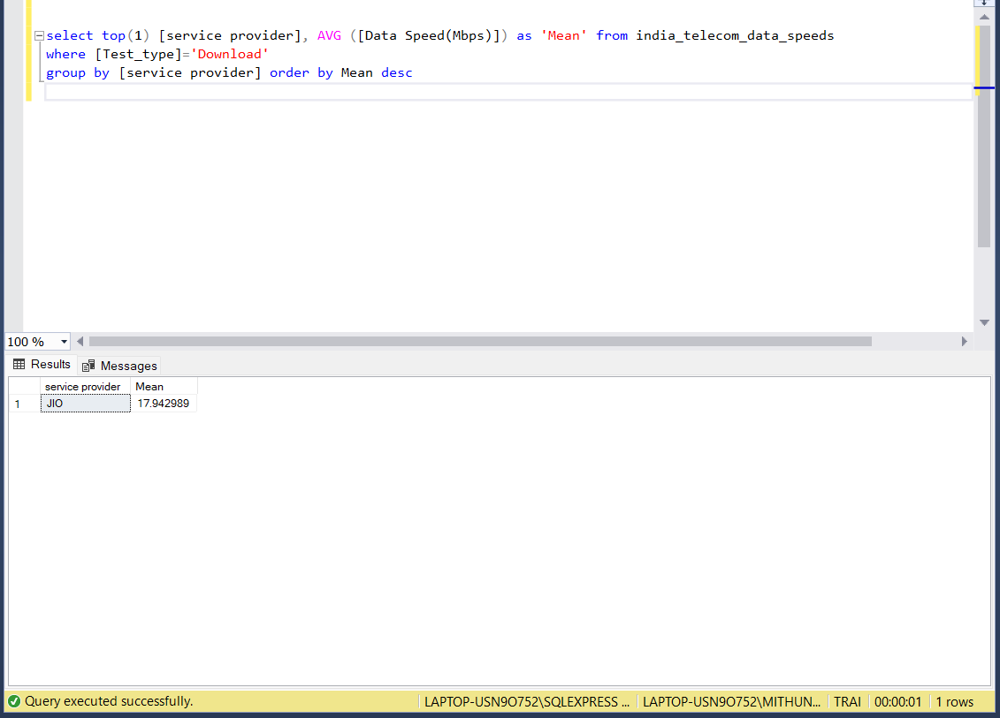 select top(1) [service provider], AVG ([Data Speed(Mbps)]) as 'Mean' from india_telecom_data_speeds
where [Test_type]='Download'
group by [service provider] order by Mean desc
100 %
Results Messages
service provider Mean
1 JIO 17.942989
Query executed successfully. LAPTOP-USN9O752\SQLEXPRESS ... LAPTOP-USN9O752\MITHUN... TRAI 00:00:01 1 rows